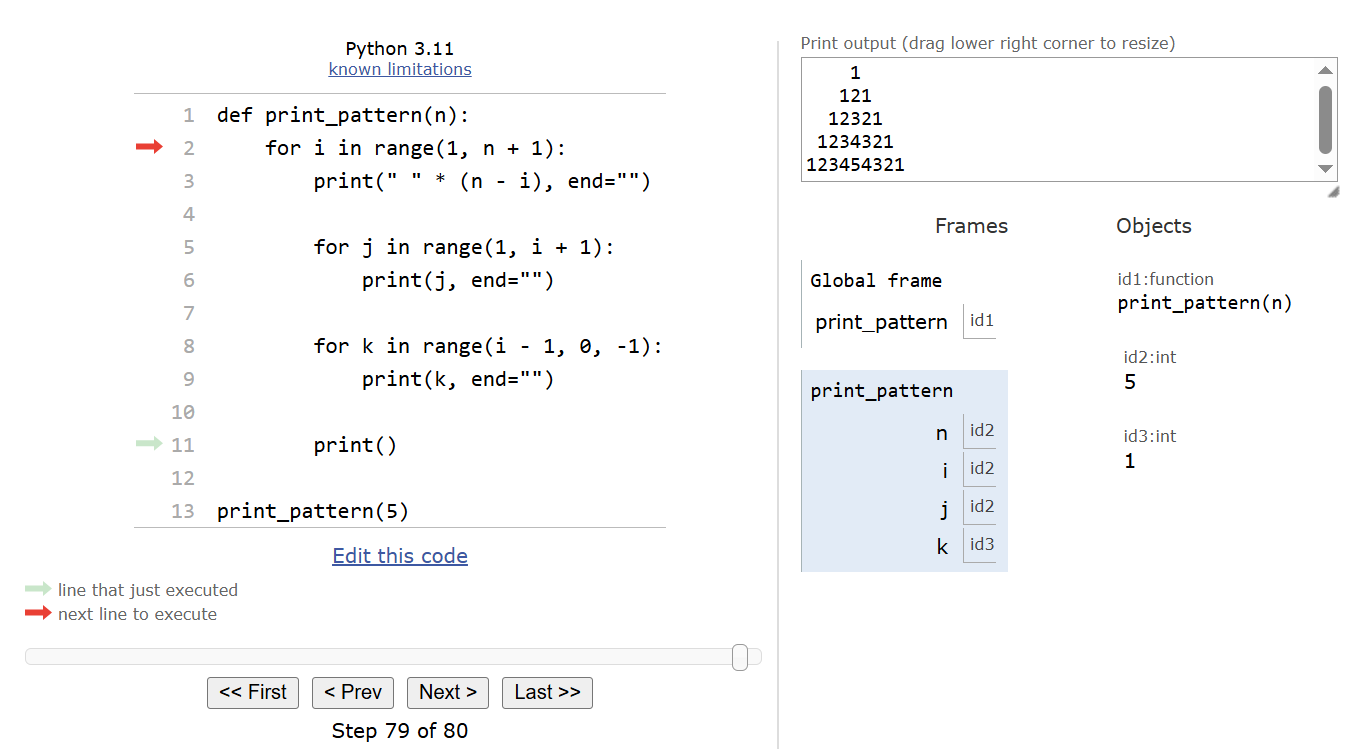 Python 3.11
known limitations
1 def print_pattern(n):
2     for i in range(1, n + 1):
3         print(" " * (n - i), end="")
4
5         for j in range(1, i + 1):
6             print(j, end="")
7
8         for k in range(i - 1, 0, -1):
9             print(k, end="")
10
11         print()
12
13 print_pattern(5)
Edit this code
line that just executed
next line to execute
<< First < Prev Next > Last >>
Step 79 of 80
Print output (drag lower right corner to resize)
    1
   121
  12321
 1234321
123454321
Frames Objects
Global frame
print_pattern id1
print_pattern
n id2
i id2
j id2
k id3
id1:function
print_pattern(n)
id2:int
5
id3:int
1